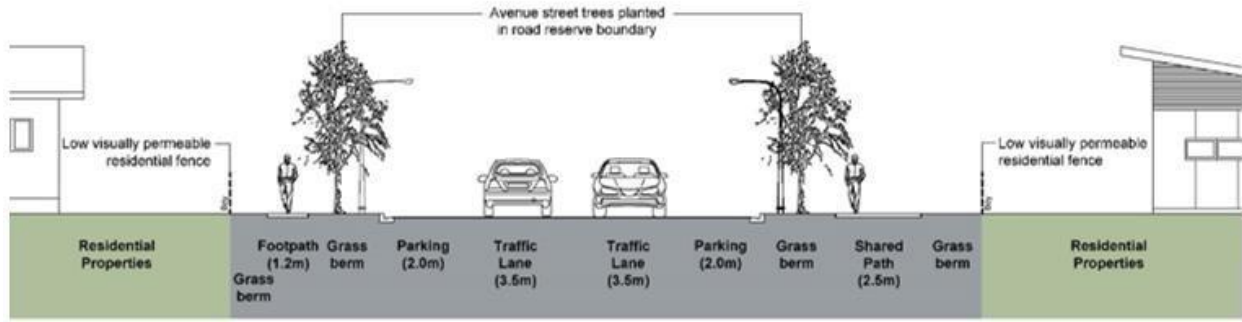 Avenue street trees planted
in road reserve boundary
Low visually permeable
residential fence
Low visually permeable
residential fence
Bdy
Bdy
Residential
Properties
Footpath
(1.2m)
Grass
berm
Grass
berm
Parking
(2.0m)
Traffic
Lane
(3.5m)
Traffic
Lane
(3.5m)
Parking
(2.0m)
Grass
berm
Shared
Path
(2.5m)
Grass
berm
Residential
Properties